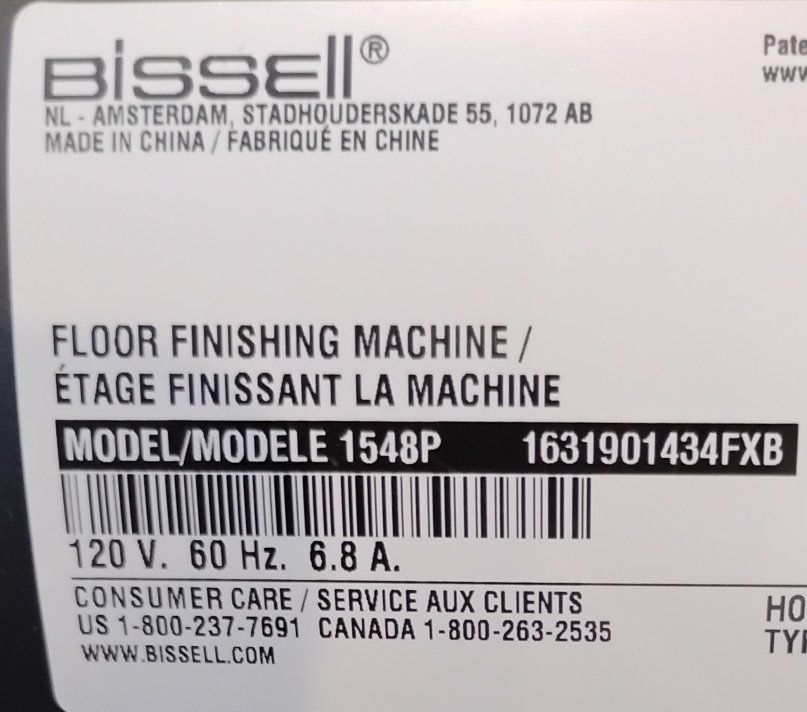 BISSELL®
NL - AMSTERDAM, STADHOUDERSKADE 55, 1072 AB
MADE IN CHINA / FABRIQUÉ EN CHINE
FLOOR FINISHING MACHINE /
ÉTAGE FINISSANT LA MACHINE
MODEL/MODELE 1548P 1631901434FXB
120 V. 60 Hz. 6.8 A.
CONSUMER CARE / SERVICE AUX CLIENTS
US 1-800-237-7691 CANADA 1-800-263-2535
WWW.BISSELL.COM
Pate
www
HO
TYP